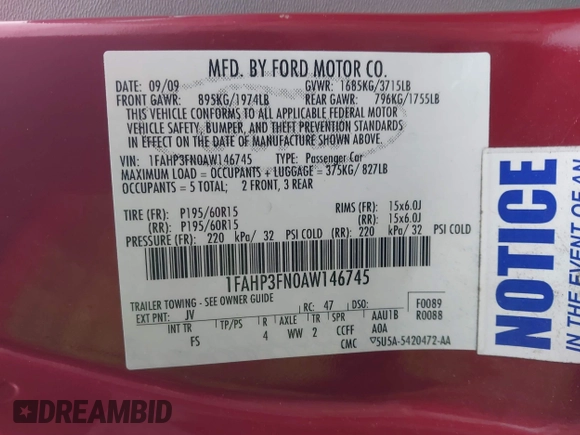 MFD. BY FORD MOTOR CO.
DATE: 09/09 GVWR: 1685KG/3715LB
FRONT GAWR: 895KG/1974LB REAR GAWR: 796KG/1755LB
THIS VEHICLE CONFORMS TO ALL APPLICABLE FEDERAL MOTOR
VEHICLE SAFETY, BUMPER, AND THEFT PREVENTION STANDARDS
IN EFFECT ON THE DATE OF MANUFACTURE SHOWN ABOVE.
VIN: 1FAHP3FN0AW146745 TYPE: Passenger Car
MAXIMUM LOAD = OCCUPANTS + LUGGAGE = 375KG/ 827LB
OCCUPANTS = 5 TOTAL; 2 FRONT, 3 REAR
TIRE (FR): P195/60R15 RIMS (FR): 15x6.0J
(R): P195/60R15 (R): 15x6.0J
PRESSURE (FR): 220 kPa/ 32 PSI COLD (RR): 220 kPa/ 32 PSI COLD
1FAHP3FN0AW146745
TRAILER TOWING - SEE OWNER GUIDE RC: 47 DSO: F0089
EXT PNT: JV AAU1B R0088
INT TR TP/PS R AXLE TR SPR A0A
FS 4 WW 2 CCFF
CMC 5U5A-5420472-AA
NOTICE
IN THE EVENT OF AN
DREAMBID